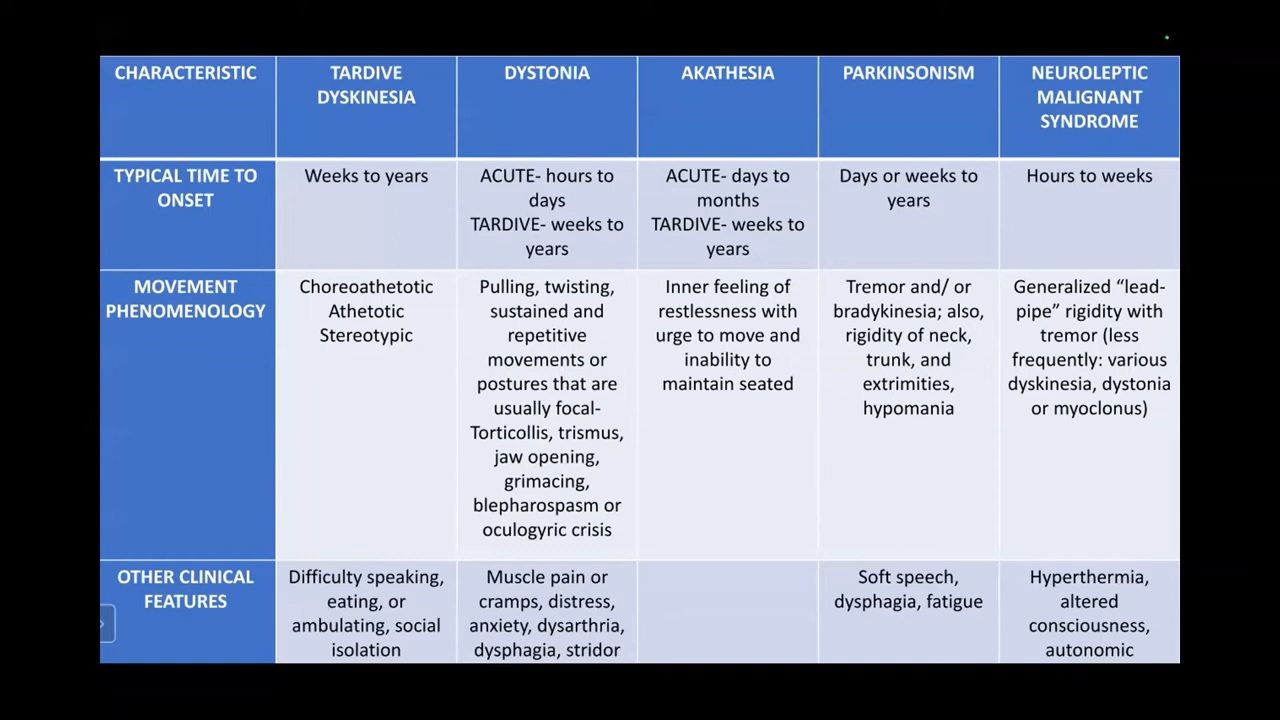 CHARACTERISTIC
TARDIVE
DYSKINESIA
DYSTONIA
AKATHESIA
PARKINSONISM
NEUROLEPTIC
MALIGNANT
SYNDROME
TYPICAL TIME TO
ONSET
Weeks to years
ACUTE- hours to
days
TARDIVE- weeks to
years
ACUTE- days to
months
TARDIVE- weeks to
years
Days or weeks to
years
Hours to weeks
MOVEMENT
PHENOMENOLOGY
Choreoathetotic
Athetotic
Stereotypic
Pulling, twisting,
sustained and
repetitive
movements or
postures that are
usually focal-
Torticollis, trismus,
jaw opening,
grimacing,
blepharospasm or
oculogyric crisis
Inner feeling of
restlessness with
urge to move and
inability to
maintain seated
Tremor and/ or
bradykinesia; also,
rigidity of neck,
trunk, and
extrimities,
hypomania
Generalized “lead-
pipe” rigidity with
tremor (less
frequently: various
dyskinesia, dystonia
or myoclonus)
OTHER CLINICAL
FEATURES
Difficulty speaking,
eating, or
ambulating, social
isolation
Muscle pain or
cramps, distress,
anxiety, dysarthria,
dysphagia, stridor
Soft speech,
dysphagia, fatigue
Hyperthermia,
altered
consciousness,
autonomic